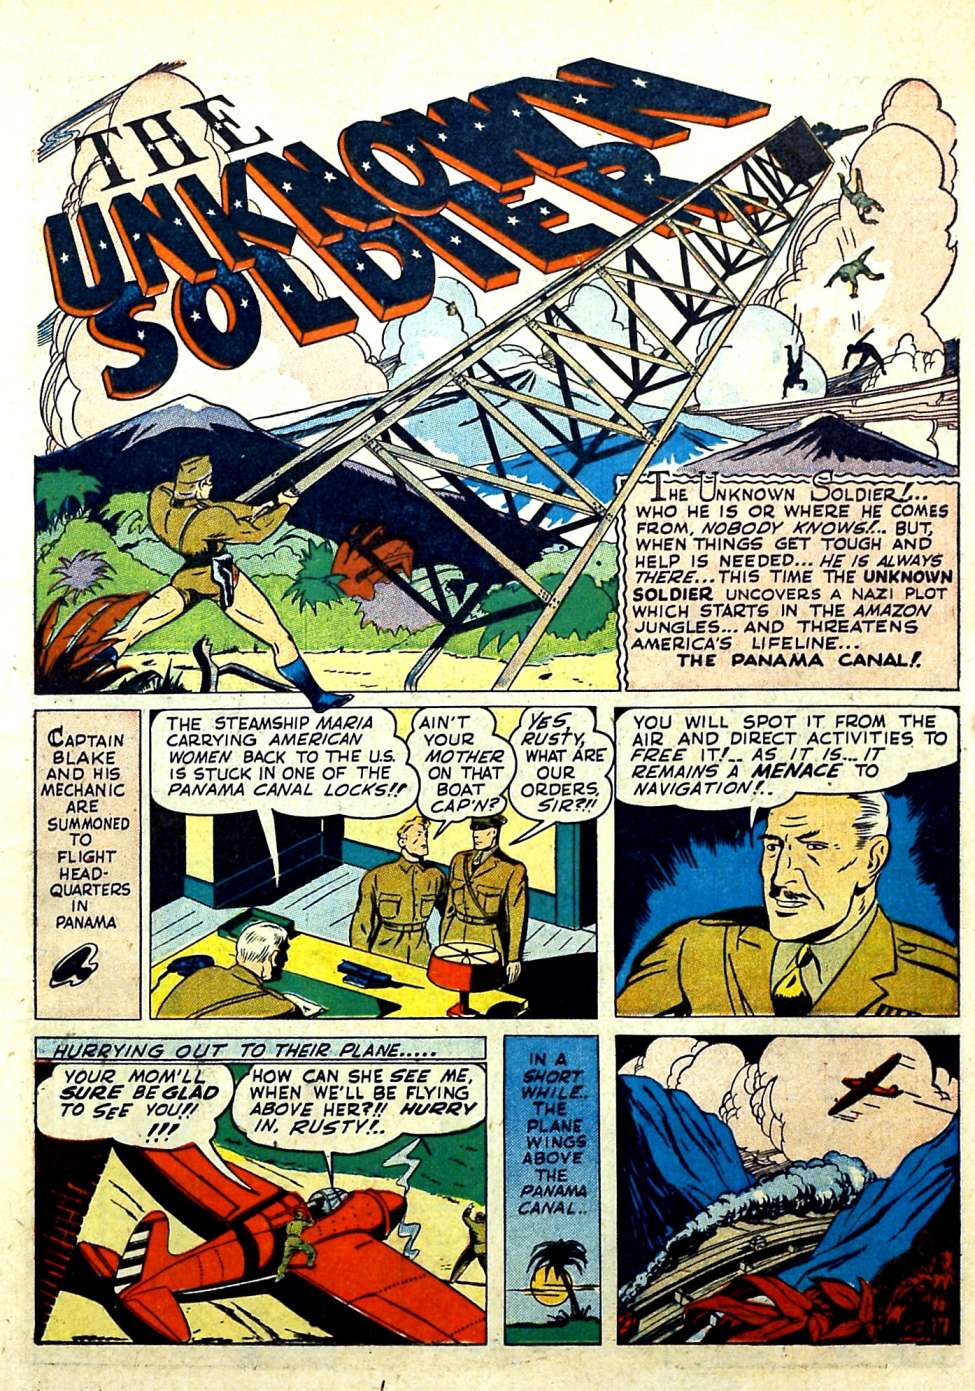 THE
UNKNOWN
SOLDIER
THE UNKNOWN SOLDIER!...
WHO HE IS OR WHERE HE COMES
FROM, NOBODY KNOWS!... BUT,
WHEN THINGS GET TOUGH AND
HELP IS NEEDED... HE IS ALWAYS
THERE... THIS TIME THE UNKNOWN
SOLDIER UNCOVERS A NAZI PLOT
WHICH STARTS IN THE AMAZON
JUNGLES... AND THREATENS
AMERICA'S LIFELINE...
THE PANAMA CANAL!.
CAPTAIN
BLAKE
AND HIS
MECHANIC
ARE
SUMMONED
TO
FLIGHT
HEAD-
QUARTERS
IN
PANAMA
THE STEAMSHIP MARIA
CARRYING AMERICAN
WOMEN BACK TO THE U.S.
IS STUCK IN ONE OF THE
PANAMA CANAL LOCKS!!
AIN'T
YOUR
MOTHER
ON THAT
BOAT
CAP'N?
YES,
RUSTY,
WHAT ARE
OUR
ORDERS,
SIR?!!
YOU WILL SPOT IT FROM THE
AIR AND DIRECT ACTIVITIES TO
FREE IT!... AS IT IS... IT
REMAINS A MENACE TO
NAVIGATION!..
HURRYING OUT TO THEIR PLANE.....
YOUR MOM'LL
SURE BE GLAD
TO SEE YOU!!
!!!
HOW CAN SHE SEE ME,
WHEN WE'LL BE FLYING
ABOVE HER?!! HURRY
IN, RUSTY!..
IN A
SHORT
WHILE..
THE
PLANE
WINGS
ABOVE
THE
PANAMA
CANAL..